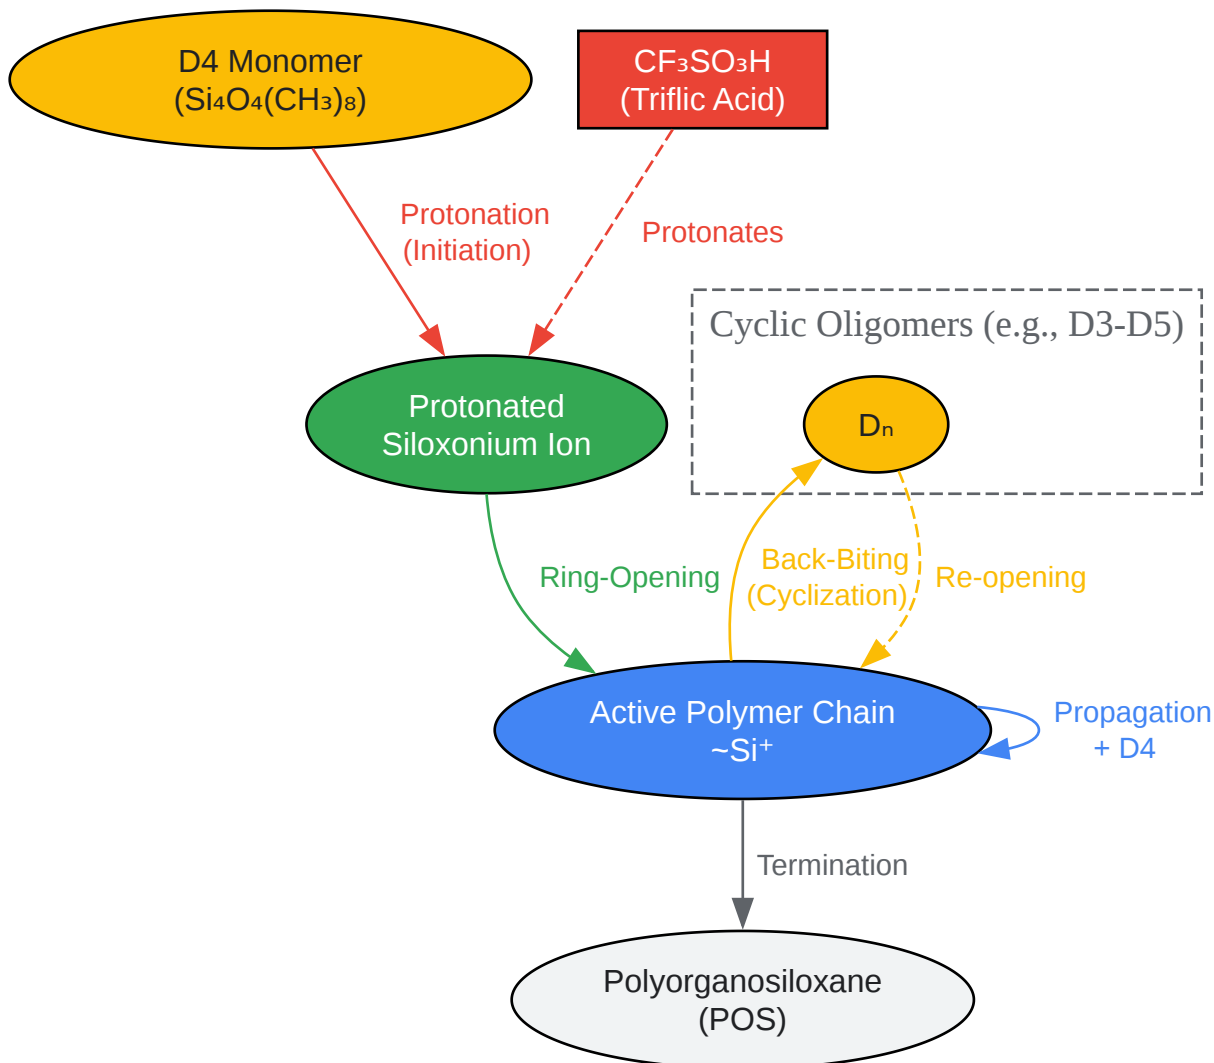 D4 Monomer
(Si₄O₄(CH₃)₈)
CF₃SO₃H
(Triflic Acid)
Protonation
(Initiation)
Protonates
Cyclic Oligomers (e.g., D3-D5)
Protonated
Siloxonium Ion
Dₙ
Ring-Opening
Back-Biting
(Cyclization)
Re-opening
Active Polymer Chain
~Si⁺
Propagation
+ D4
Termination
Polyorganosiloxane
(POS)